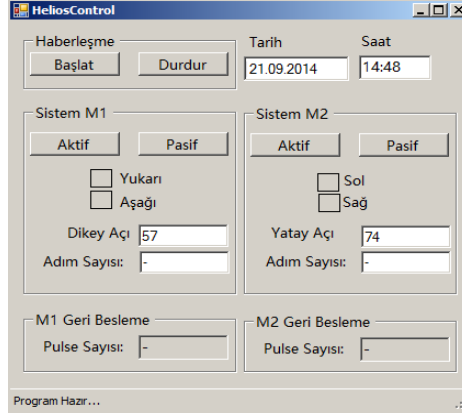 HeliosControl
Haberleşme
Başlat Durdur
Tarih Saat
21.09.2014 14:48
Sistem M1
Aktif Pasif
Yukarı
Aşağı
Dikey Açı 57
Adım Sayısı: -
Sistem M2
Aktif Pasif
Sol
Sağ
Yatay Açı 74
Adım Sayısı: -
M1 Geri Besleme
Pulse Sayısı: -
M2 Geri Besleme
Pulse Sayısı: -
Program Hazır...